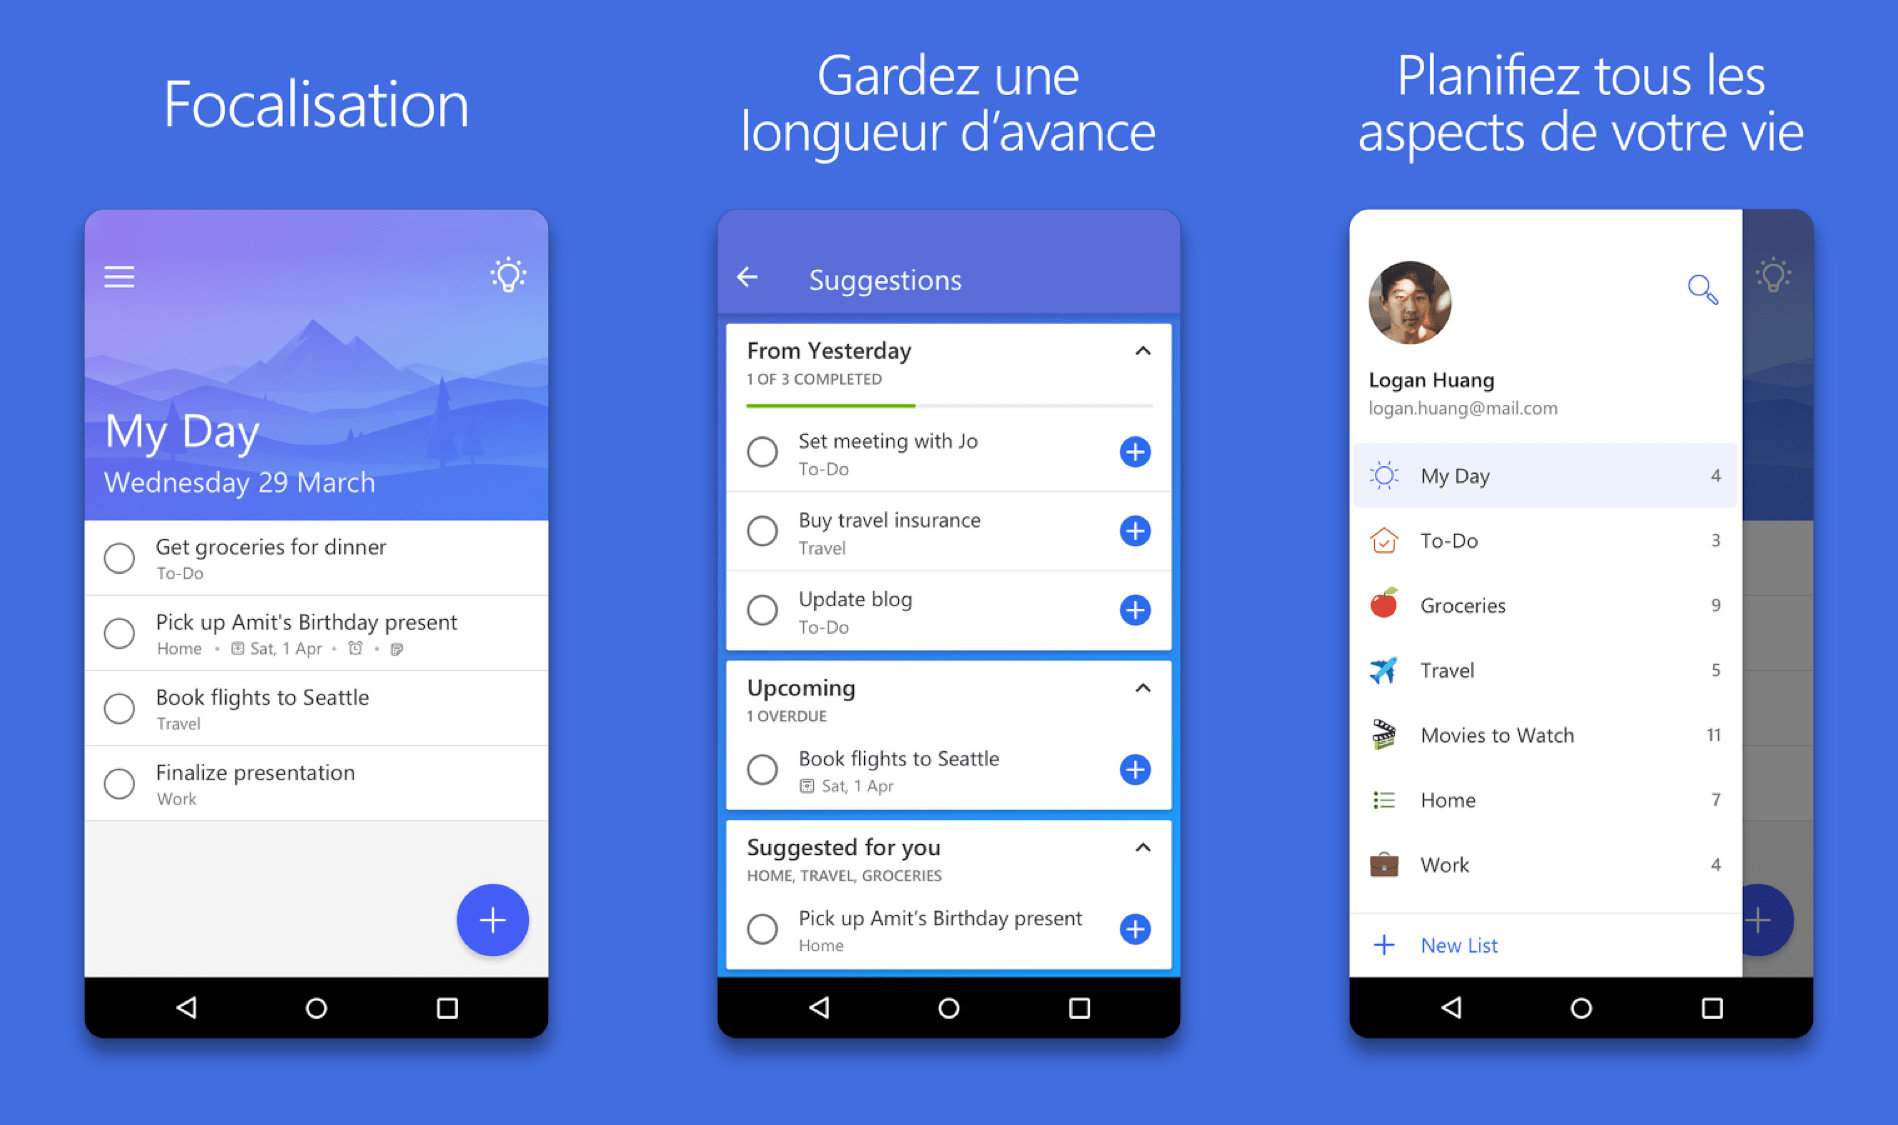 Focalisation
My Day
Wednesday 29 March
Get groceries for dinner
To-Do
Pick up Amit's Birthday present
Home • Sat, 1 Apr • •
Book flights to Seattle
Travel
Finalize presentation
Work
Gardez une
longueur d’avance
Suggestions
From Yesterday
1 OF 3 COMPLETED
Set meeting with Jo
To-Do
Buy travel insurance
Travel
Update blog
To-Do
Upcoming
1 OVERDUE
Book flights to Seattle
Sat, 1 Apr
Suggested for you
HOME, TRAVEL, GROCERIES
Pick up Amit’s Birthday present
Home
Planifiez tous les
aspects de votre vie
Logan Huang
logan.huang@mail.com
My Day 4
To-Do 3
Groceries 9
Travel 5
Movies to Watch 11
Home 7
Work 4
New List